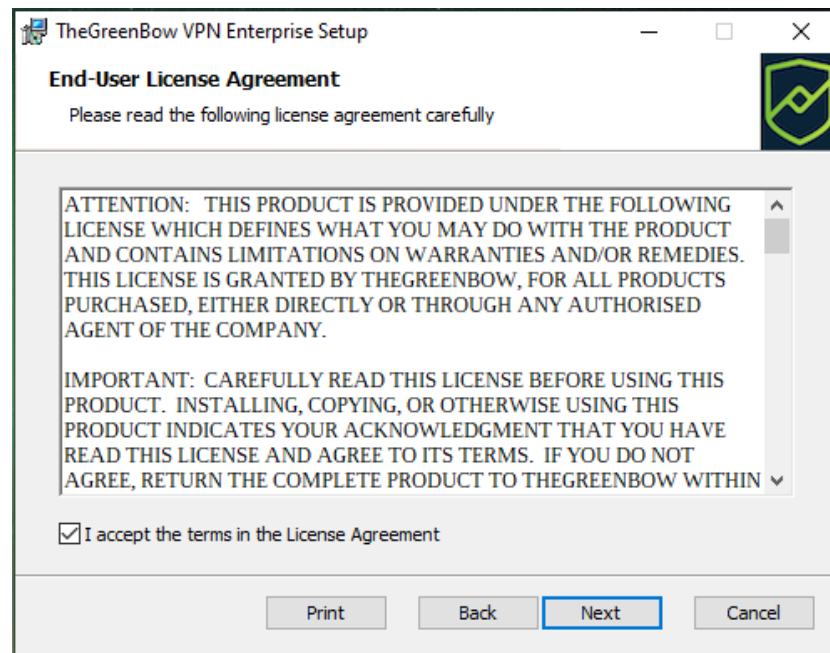 TheGreenBow VPN Enterprise Setup
End-User License Agreement
Please read the following license agreement carefully
ATTENTION:   THIS PRODUCT IS PROVIDED UNDER THE FOLLOWING
LICENSE WHICH DEFINES WHAT YOU MAY DO WITH THE PRODUCT
AND CONTAINS LIMITATIONS ON WARRANTIES AND/OR REMEDIES.
THIS LICENSE IS GRANTED BY THEGREENBOW, FOR ALL PRODUCTS
PURCHASED, EITHER DIRECTLY OR THROUGH ANY AUTHORISED
AGENT OF THE COMPANY.
IMPORTANT:  CAREFULLY READ THIS LICENSE BEFORE USING THIS
PRODUCT.  INSTALLING, COPYING, OR OTHERWISE USING THIS
PRODUCT INDICATES YOUR ACKNOWLEDGMENT THAT YOU HAVE
READ THIS LICENSE AND AGREE TO ITS TERMS.  IF YOU DO NOT
AGREE, RETURN THE COMPLETE PRODUCT TO THEGREENBOW WITHIN
I accept the terms in the License Agreement
Print Back Next Cancel